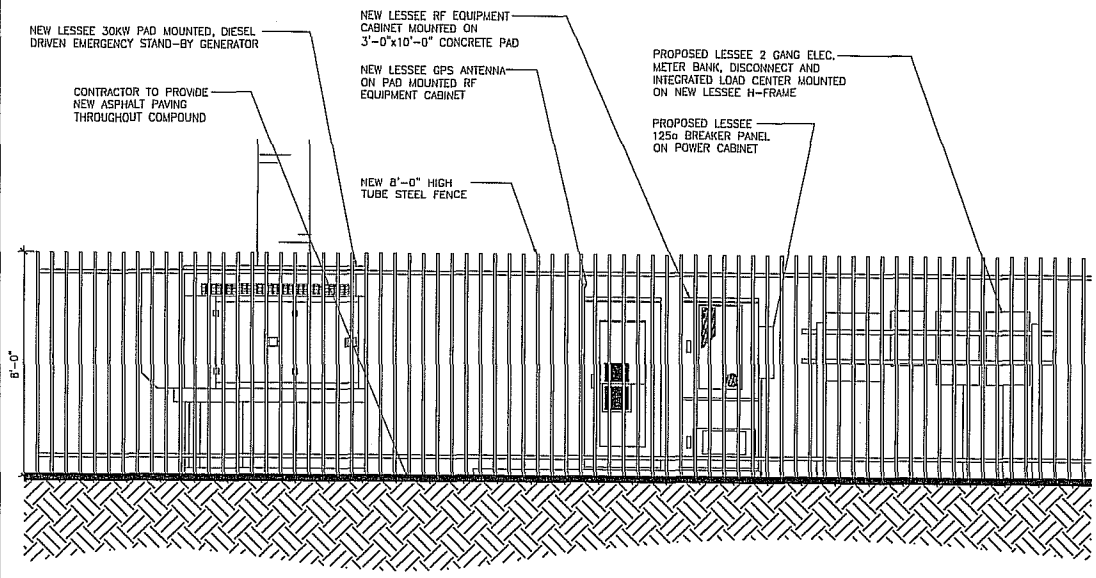 NEW LESSEE 30KW PAD MOUNTED, DIESEL
DRIVEN EMERGENCY STAND-BY GENERATOR
CONTRACTOR TO PROVIDE
NEW ASPHALT PAVING
THROUGHOUT COMPOUND
NEW LESSEE RF EQUIPMENT
CABINET MOUNTED ON
3'-0"x10'-0" CONCRETE PAD
NEW LESSEE GPS ANTENNA
ON PAD MOUNTED RF
EQUIPMENT CABINET
NEW 8'-0" HIGH
TUBE STEEL FENCE
PROPOSED LESSEE 2 GANG ELEC.
METER BANK, DISCONNECT AND
INTEGRATED LOAD CENTER MOUNTED
ON NEW LESSEE H-FRAME
PROPOSED LESSEE
125a BREAKER PANEL
ON POWER CABINET
8'-0"